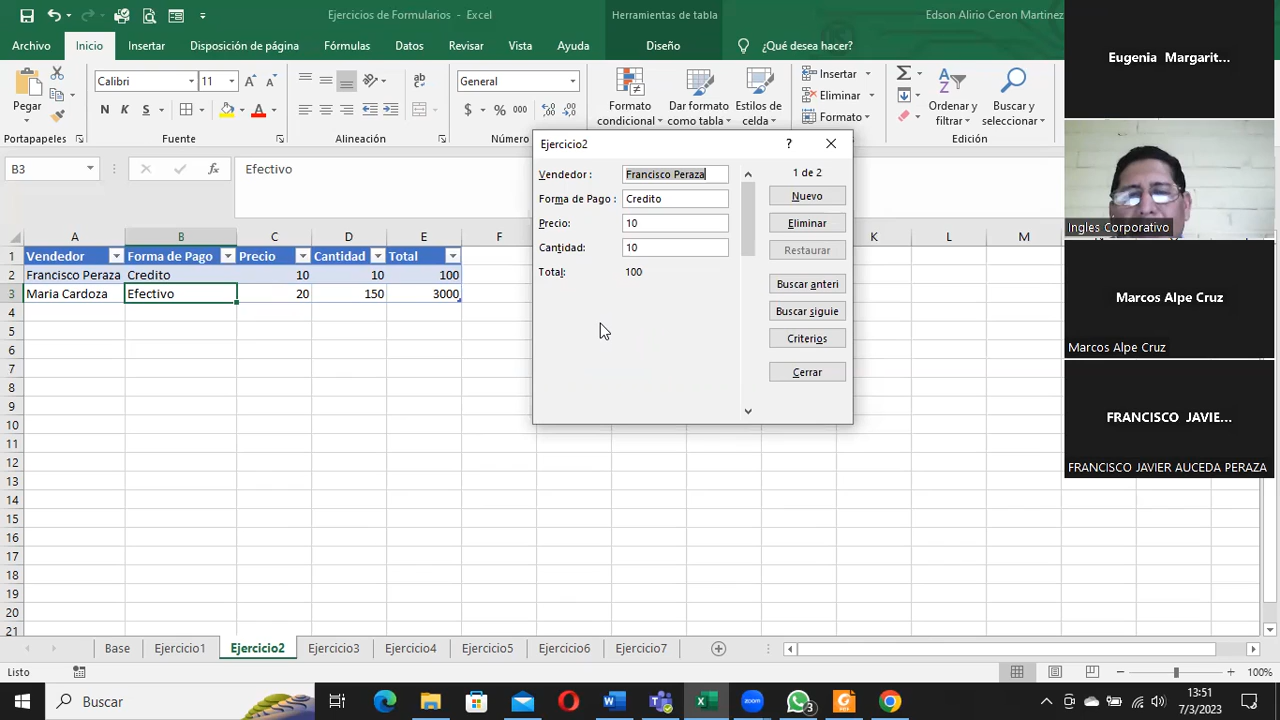 Ejercicios de Formularios - Excel
Herramientas de tabla
Edson Alirio Ceron Martinez
Archivo
Inicio
Insertar
Disposición de página
Fórmulas
Datos
Revisar
Vista
Ayuda
Diseño
¿Qué desea hacer?
Pegar
Portapapeles
Calibri
11
N
K
S
Fuente
Alineación
General
$ % 000
Número
Formato condicional
Dar formato como tabla
Estilos de celda
Insertar
Eliminar
Formato
Ordenar y filtrar
Buscar y seleccionar
Edición
B3
Efectivo
A B C D E F K L M
1 Vendedor Forma de Pago Precio Cantidad Total
2 Francisco Peraza Credito 10 10 100
3 Maria Cardoza Efectivo 20 150 3000
4
5
6
7
8
9
10
11
12
13
14
15
16
17
18
19
20
21
Ejercicio2
?
Vendedor : Francisco Peraza
Forma de Pago : Credito
Precio: 10
Cantidad: 10
Total: 100
1 de 2
Nuevo
Eliminar
Restaurar
Buscar anteri
Buscar siguie
Criterios
Cerrar
Eugenia Margarit...
Ingles Corporativo
Marcos Alpe Cruz
Marcos Alpe Cruz
FRANCISCO JAVIE...
FRANCISCO JAVIER AUCEDA PERAZA
Base
Ejercicio1
Ejercicio2
Ejercicio3
Ejercicio4
Ejercicio5
Ejercicio6
Ejercicio7
Listo
100%
Buscar
3
13:51
7/3/2023